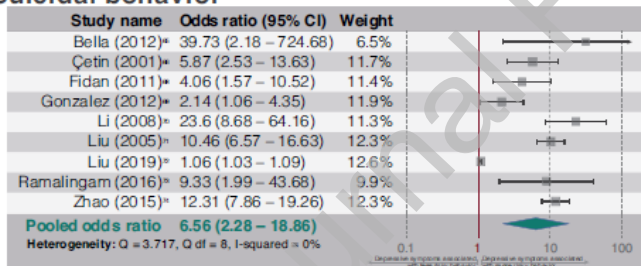 Study name Odds ratio (95% CI) Weight
Bella (2012) 39.73 (2.18 – 724.68) 6.5%
Çetin (2001) 5.87 (2.53 – 13.63) 11.7%
Fidan (2011) 4.06 (1.57 – 10.52) 11.4%
Gonzalez (2012) 2.14 (1.06 – 4.35) 11.9%
Li (2008) 23.6 (8.68 – 64.16) 11.3%
Liu (2005) 10.46 (6.57 – 16.63) 12.3%
Liu (2019) 1.06 (1.03 – 1.09) 12.6%
Ramalingam (2016) 9.33 (1.99 – 43.68) 9.9%
Zhao (2015) 12.31 (7.86 – 19.26) 12.3%
Pooled odds ratio 6.56 (2.28 – 18.86)
Heterogeneity: Q = 3.717, Q df = 8, I-squared = 0%
0.1 1 10 100
Depressive symptoms associated Depressive symptoms associated